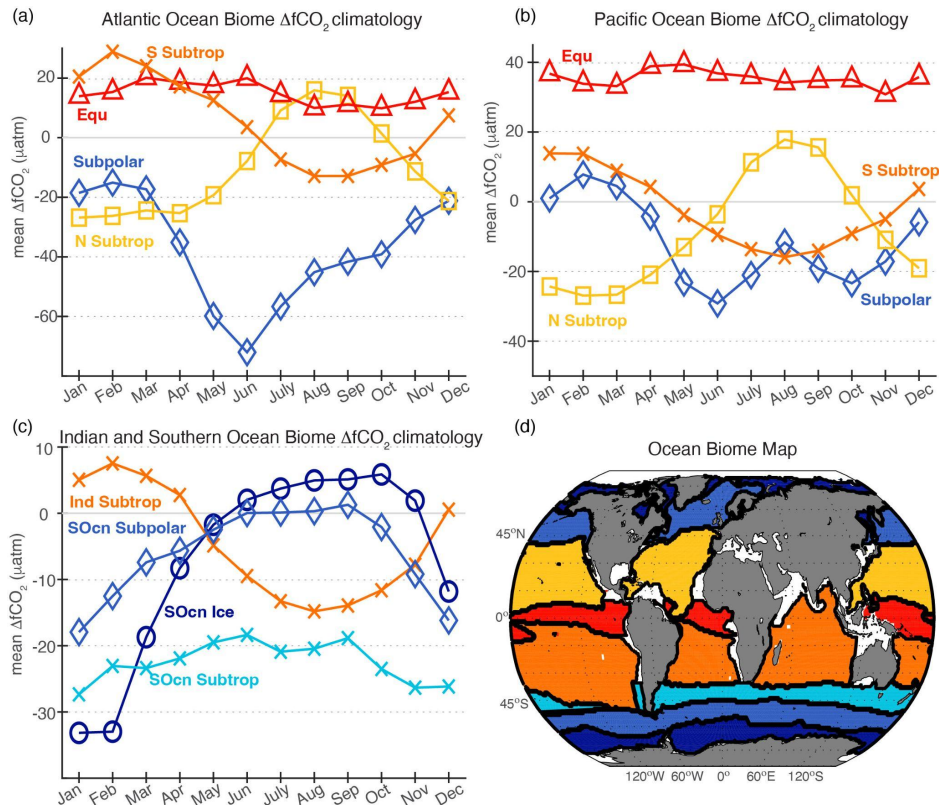 (a)
Atlantic Ocean Biome ΔfCO2 climatology
mean ΔfCO2 (µatm)
20
0
-20
-40
-60
S Subtrop
Equ
Subpolar
N Subtrop
Jan Feb Mar Apr May Jun July Aug Sep Oct Nov Dec
(b)
Pacific Ocean Biome ΔfCO2 climatology
mean ΔfCO2 (µatm)
40
20
0
-20
-40
Equ
S Subtrop
Subpolar
N Subtrop
Jan Feb Mar Apr May Jun July Aug Sep Oct Nov Dec
(c)
Indian and Southern Ocean Biome ΔfCO2 climatology
mean ΔfCO2 (µatm)
10
0
-10
-20
-30
Ind Subtrop
SOcn Subpolar
SOcn Ice
SOcn Subtrop
Jan Feb Mar Apr May Jun July Aug Sep Oct Nov Dec
(d)
Ocean Biome Map
45°N
0°
45°S
120°W 60°W 0° 60°E 120°S